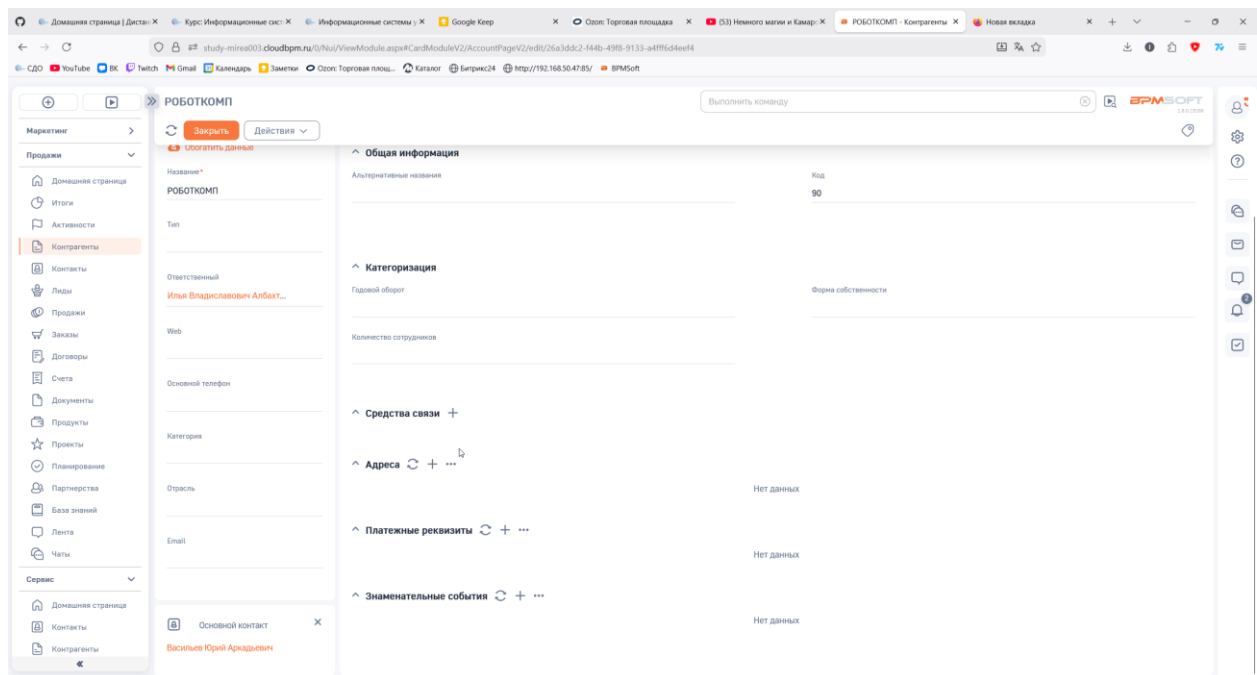 Домашняя страница | Дистан
Курс: Информационные сист
Информационные системы у
Google Keep
Ozon: Торговая площадка
(53) Немного магии и Камар:
РОБОТКОМП - Контрагенты
Новая вкладка
study-mirea003.cloudbpm.ru/0/Nui/ViewModule.aspx#CardModuleV2/AccountPageV2/edit/26a3ddc2-f44b-49f8-9133-a4fff6d4eef4
СДО YouTube ВК Twitch Gmail Календарь Заметки Ozon: Торговая площ... Каталог Битрикс24 http://192.168.50.47:85/ BPMSoft
РОБОТКОМП
Выполнить команду
BPMSOFT
Закрыть
Действия
Маркетинг
Продажи
Домашняя страница
Итоги
Активности
Контрагенты
Контакты
Лиды
Продажи
Заказы
Договоры
Счета
Документы
Продукты
Проекты
Планирование
Партнерства
База знаний
Лента
Чаты
Сервис
Домашняя страница
Контакты
Контрагенты
Обогатить данные
Название*
РОБОТКОМП
Тип
Ответственный
Илья Владиславович Албахт...
Web
Основной телефон
Категория
Отрасль
Email
Основной контакт
Васильев Юрий Аркадьевич
Общая информация
Альтернативные названия
Код
90
Категоризация
Годовой оборот
Форма собственности
Количество сотрудников
Средства связи
Адреса
Нет данных
Платежные реквизиты
Нет данных
Знаменательные события
Нет данных
2